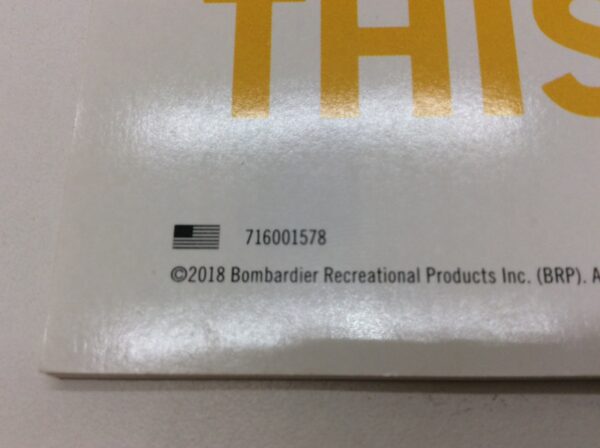 THIS
716001578
©2018 Bombardier Recreational Products Inc. (BRP). A